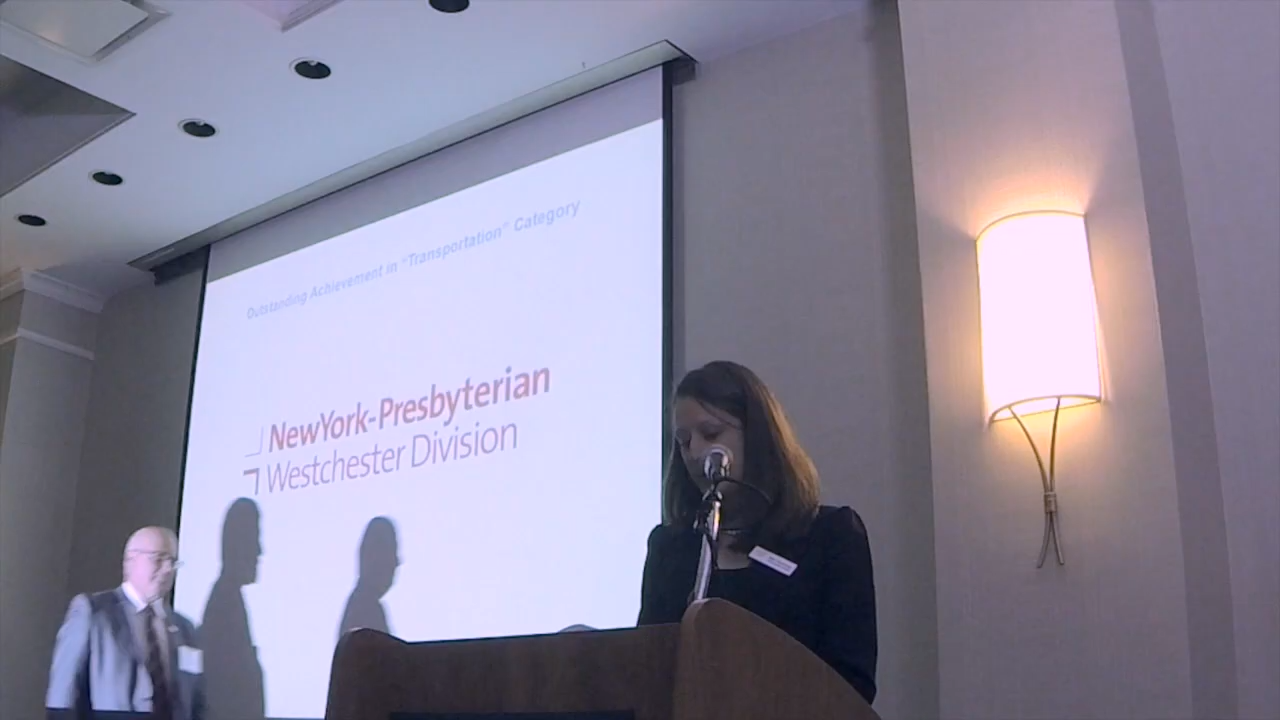 Outstanding Achievement in "Transportation" Category
NewYork-Presbyterian
Westchester Division